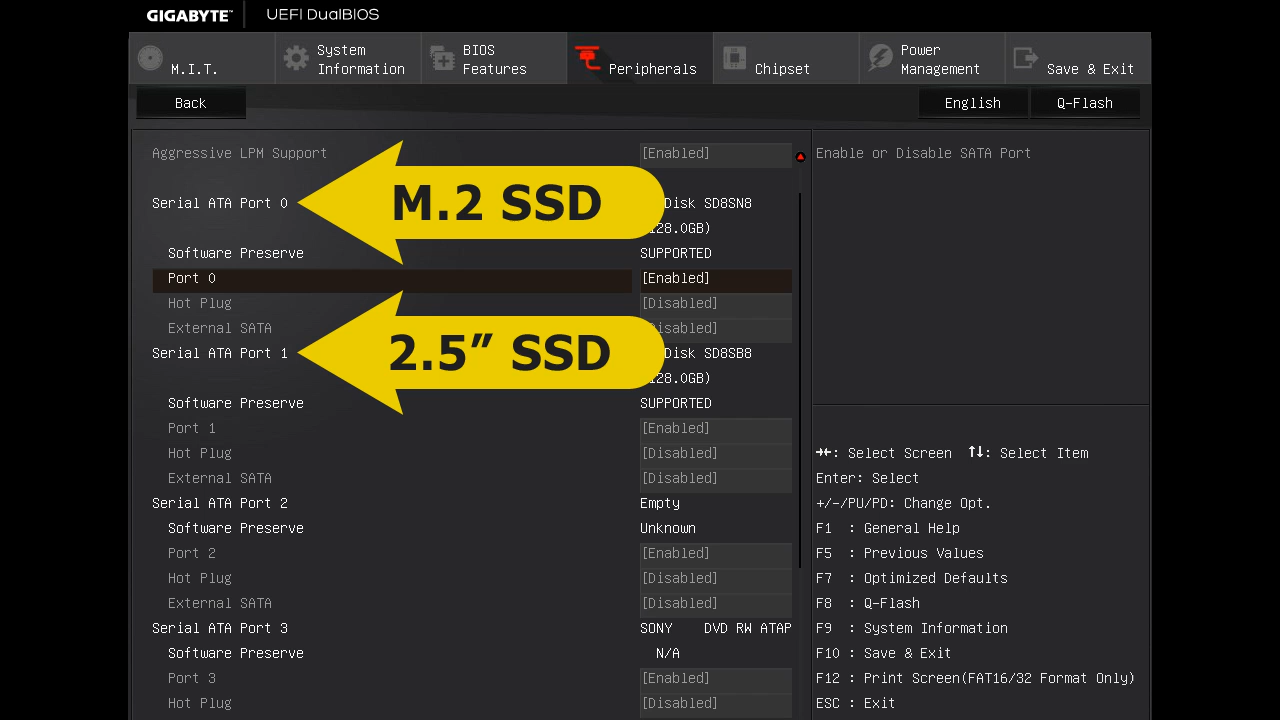 GIGABYTE™ UEFI DualBIOS
M.I.T.
System Information
BIOS Features
Peripherals
Chipset
Power Management
Save & Exit
Back English Q-Flash
Aggressive LPM Support [Enabled]
Serial ATA Port 0 M.2 SSD Disk SD8SN8
128.0GB)
Software Preserve SUPPORTED
Port 0 [Enabled]
Hot Plug [Disabled]
External SATA Disabled]
Serial ATA Port 1 2.5″ SSD Disk SD8SB8
128.0GB)
Software Preserve SUPPORTED
Port 1 [Enabled]
Hot Plug [Disabled]
External SATA [Disabled]
Serial ATA Port 2 Empty
Software Preserve Unknown
Port 2 [Enabled]
Hot Plug [Disabled]
External SATA [Disabled]
Serial ATA Port 3 SONY DVD RW ATAP
Software Preserve N/A
Port 3 [Enabled]
Hot Plug [Disabled]
Enable or Disable SATA Port
→←: Select Screen ↑↓: Select Item
Enter: Select
+/-/PU/PD: Change Opt.
F1 : General Help
F5 : Previous Values
F7 : Optimized Defaults
F8 : Q-Flash
F9 : System Information
F10 : Save & Exit
F12 : Print Screen(FAT16/32 Format Only)
ESC : Exit